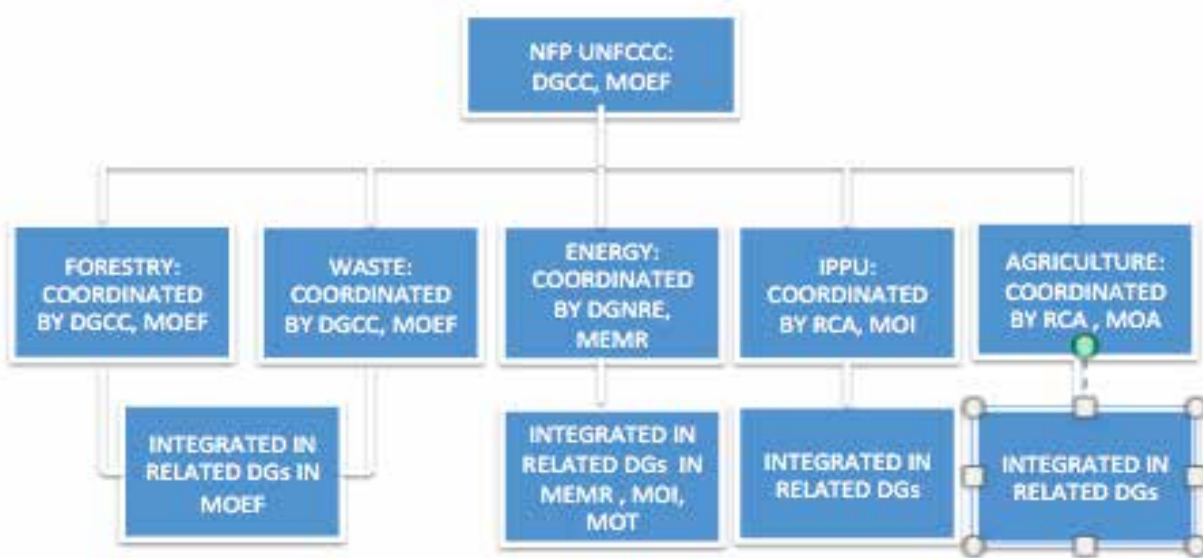 NFP UNFCCC:
DGCC, MOEF
FORESTRY:
COORDINATED
BY DGCC, MOEF
WASTE:
COORDINATED
BY DGCC, MOEF
ENERGY:
COORDINATED
BY DGNRE,
MEMR
IPPU:
COORDINATED
BY RCA, MOI
AGRICULTURE:
COORDINATED
BY RCA , MOA
INTEGRATED IN
RELATED DGs IN
MOEF
INTEGRATED IN
RELATED DGs IN
MEMR , MOI,
MOT
INTEGRATED IN
RELATED DGs
INTEGRATED IN
RELATED DGs